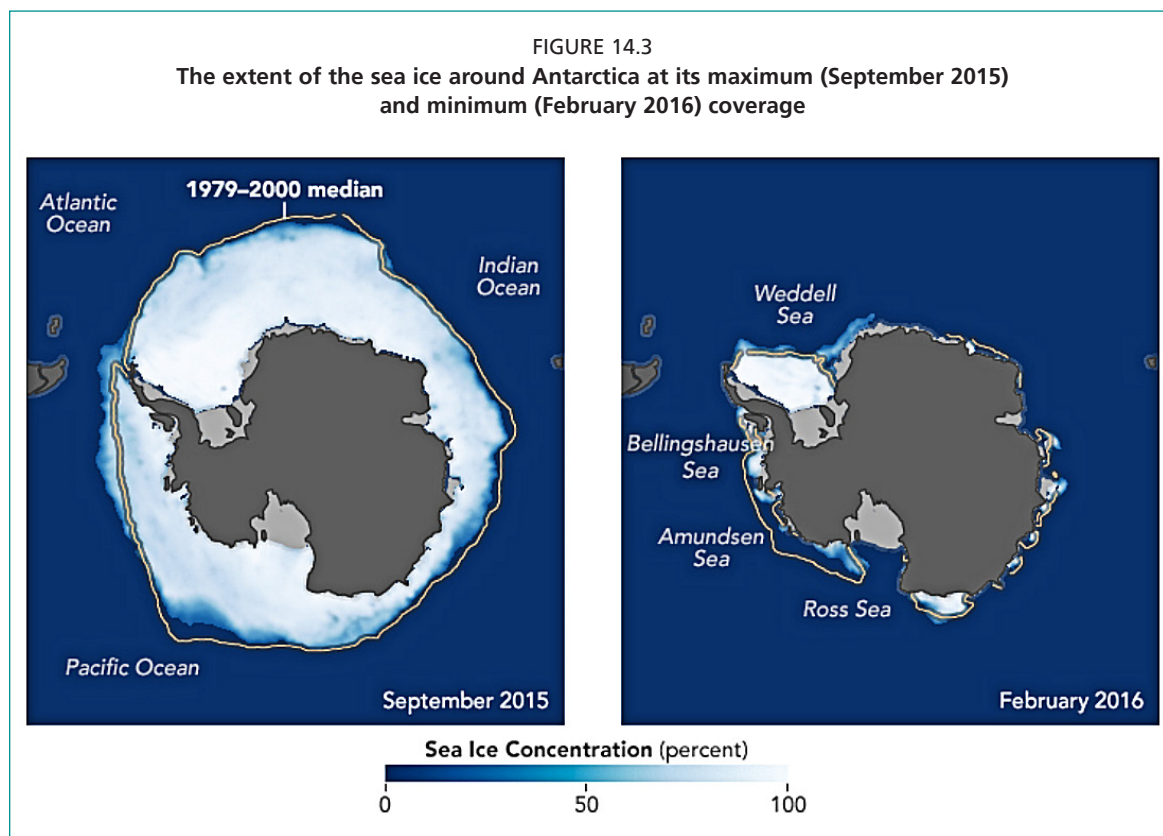 FIGURE 14.3
The extent of the sea ice around Antarctica at its maximum (September 2015)
and minimum (February 2016) coverage
1979–2000 median
Atlantic
Ocean
Indian
Ocean
Pacific Ocean
September 2015
Weddell
Sea
Bellingshausen
Sea
Amundsen
Sea
Ross Sea
February 2016
Sea Ice Concentration (percent)
0 50 100